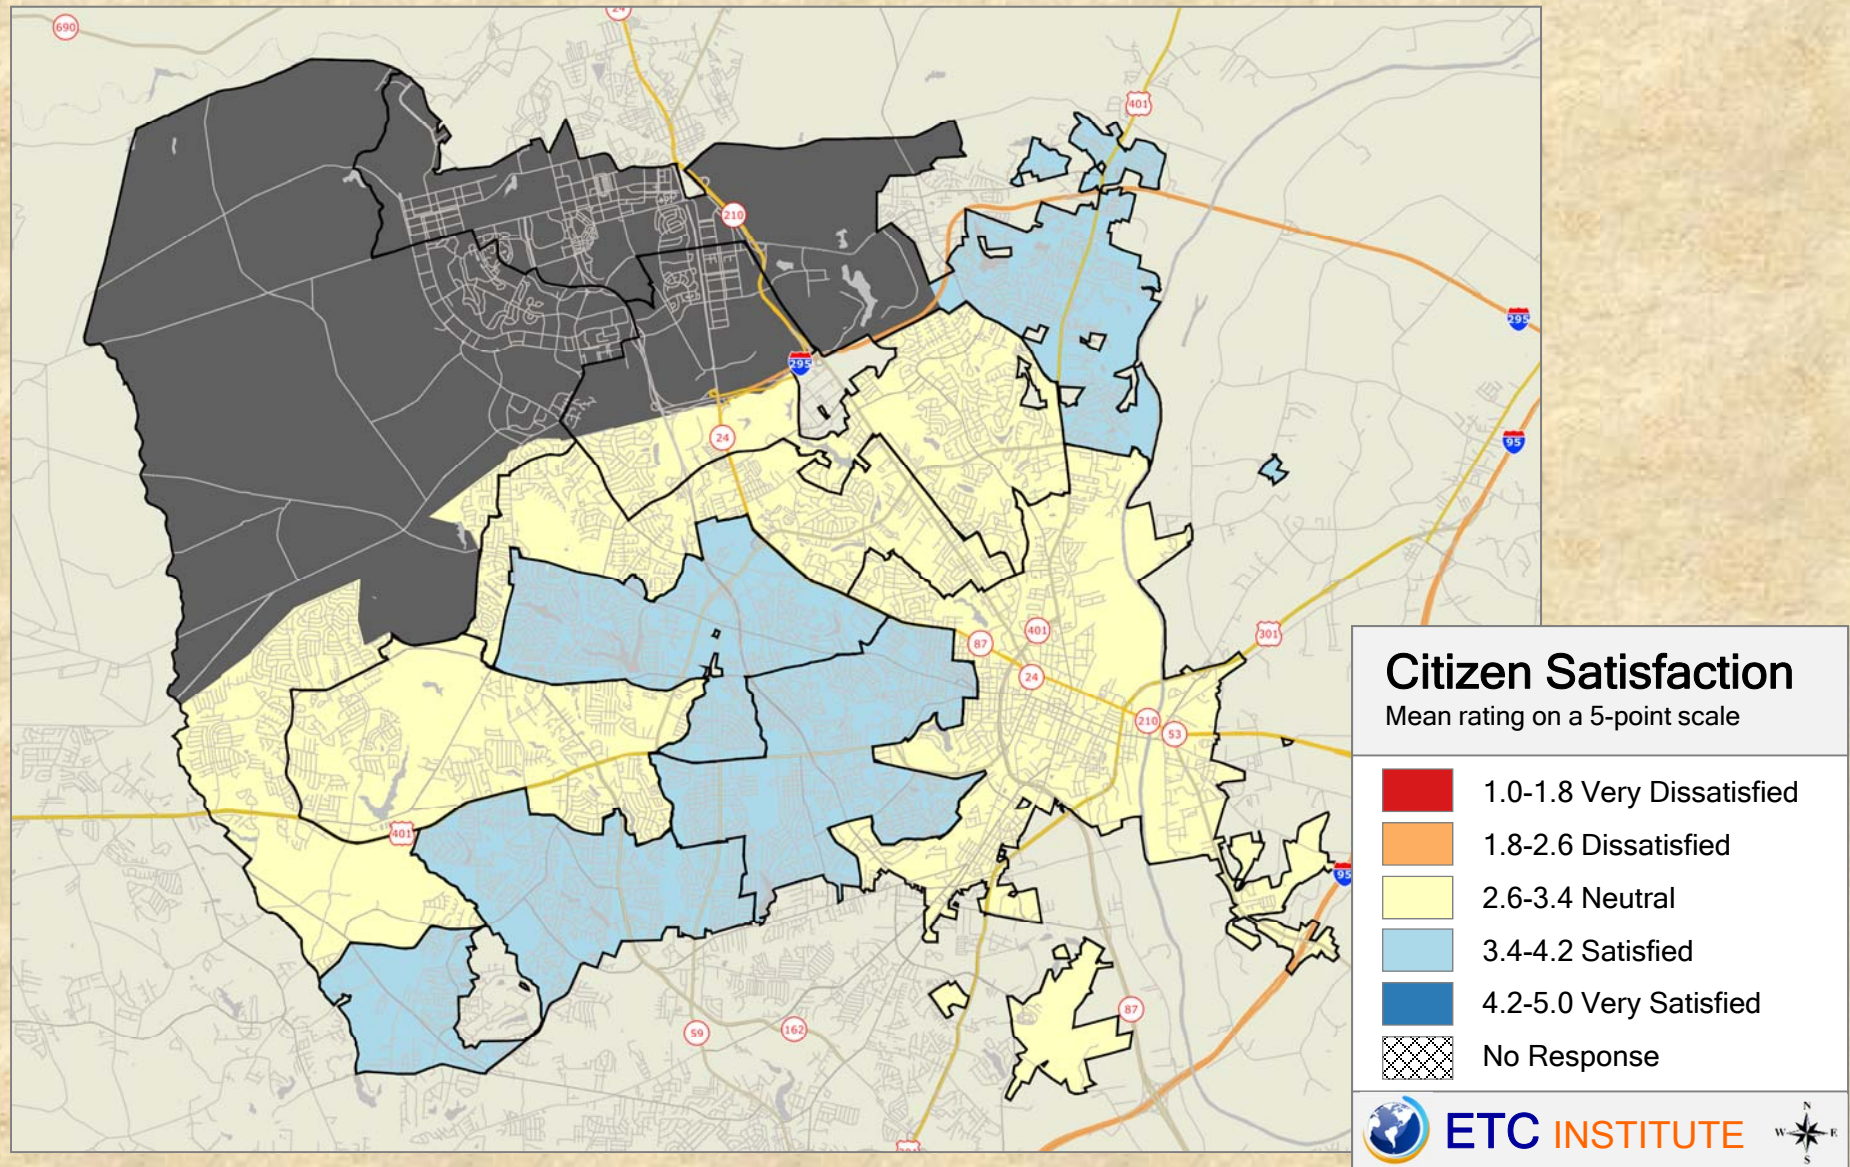 690
24
401
210
295
295
24
95
301
401
87
24
210
53
401
95
87
59
162
Citizen Satisfaction
Mean rating on a 5-point scale
1.0-1.8 Very Dissatisfied
1.8-2.6 Dissatisfied
2.6-3.4 Neutral
3.4-4.2 Satisfied
4.2-5.0 Very Satisfied
No Response
ETC INSTITUTE
N
W E
S